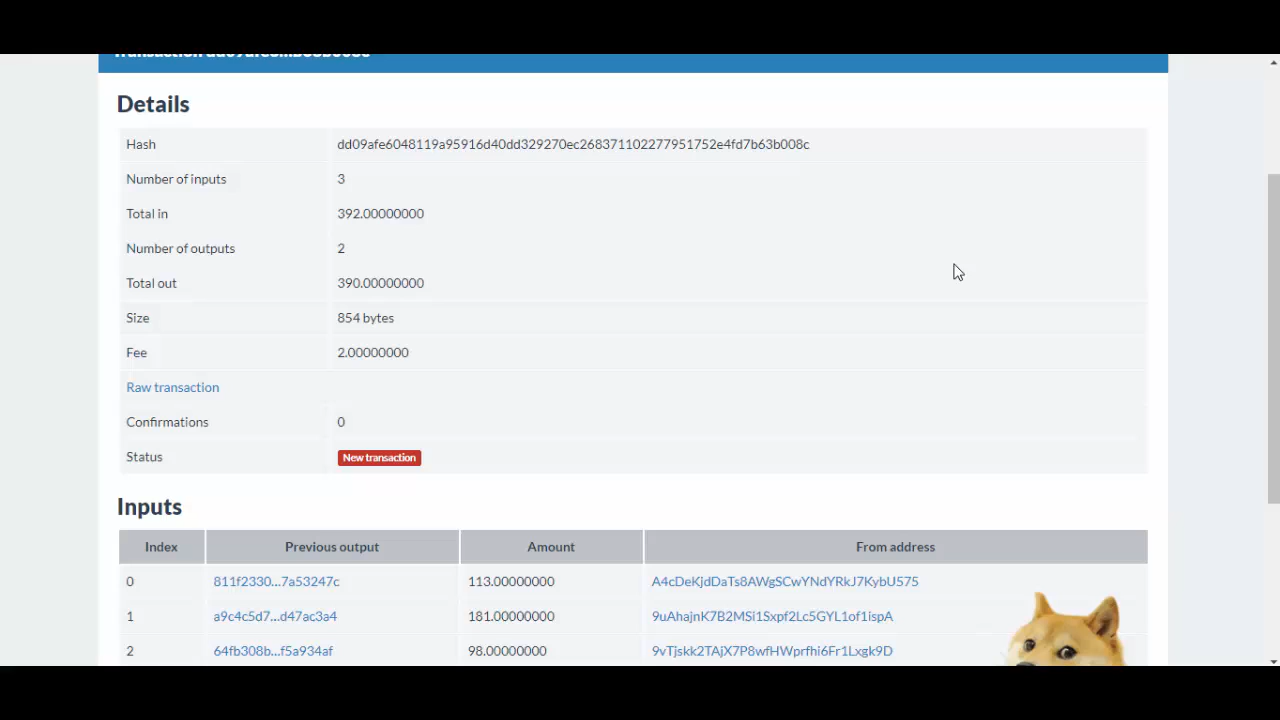 Details
Hash dd09afe6048119a95916d40dd329270ec268371102277951752e4fd7b63b008c
Number of inputs 3
Total in 392.00000000
Number of outputs 2
Total out 390.00000000
Size 854 bytes
Fee 2.00000000
Raw transaction
Confirmations 0
Status New transaction
Inputs
Index Previous output Amount From address
0 811f2330...7a53247c 113.00000000 A4cDeKjdDaTs8AWgSCwYNdYRkJ7KybU575
1 a9c4c5d7...d47ac3a4 181.00000000 9uAhajnK7B2MSi1Sxpf2Lc5GYL1of1ispA
2 64fb308b...f5a934af 98.00000000 9vTjskk2TAjX7P8wfHWprfhi6Fr1Lxgk9D